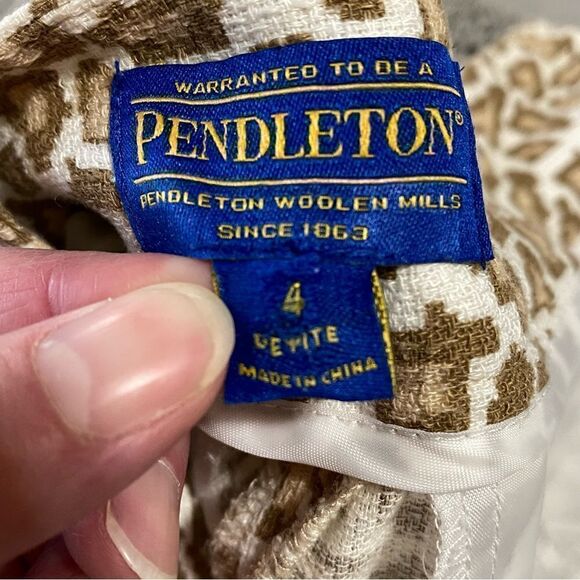 WARRANTED TO BE A
PENDLETON®
PENDLETON WOOLEN MILLS
SINCE 1863
4
PETITE
MADE IN CHINA